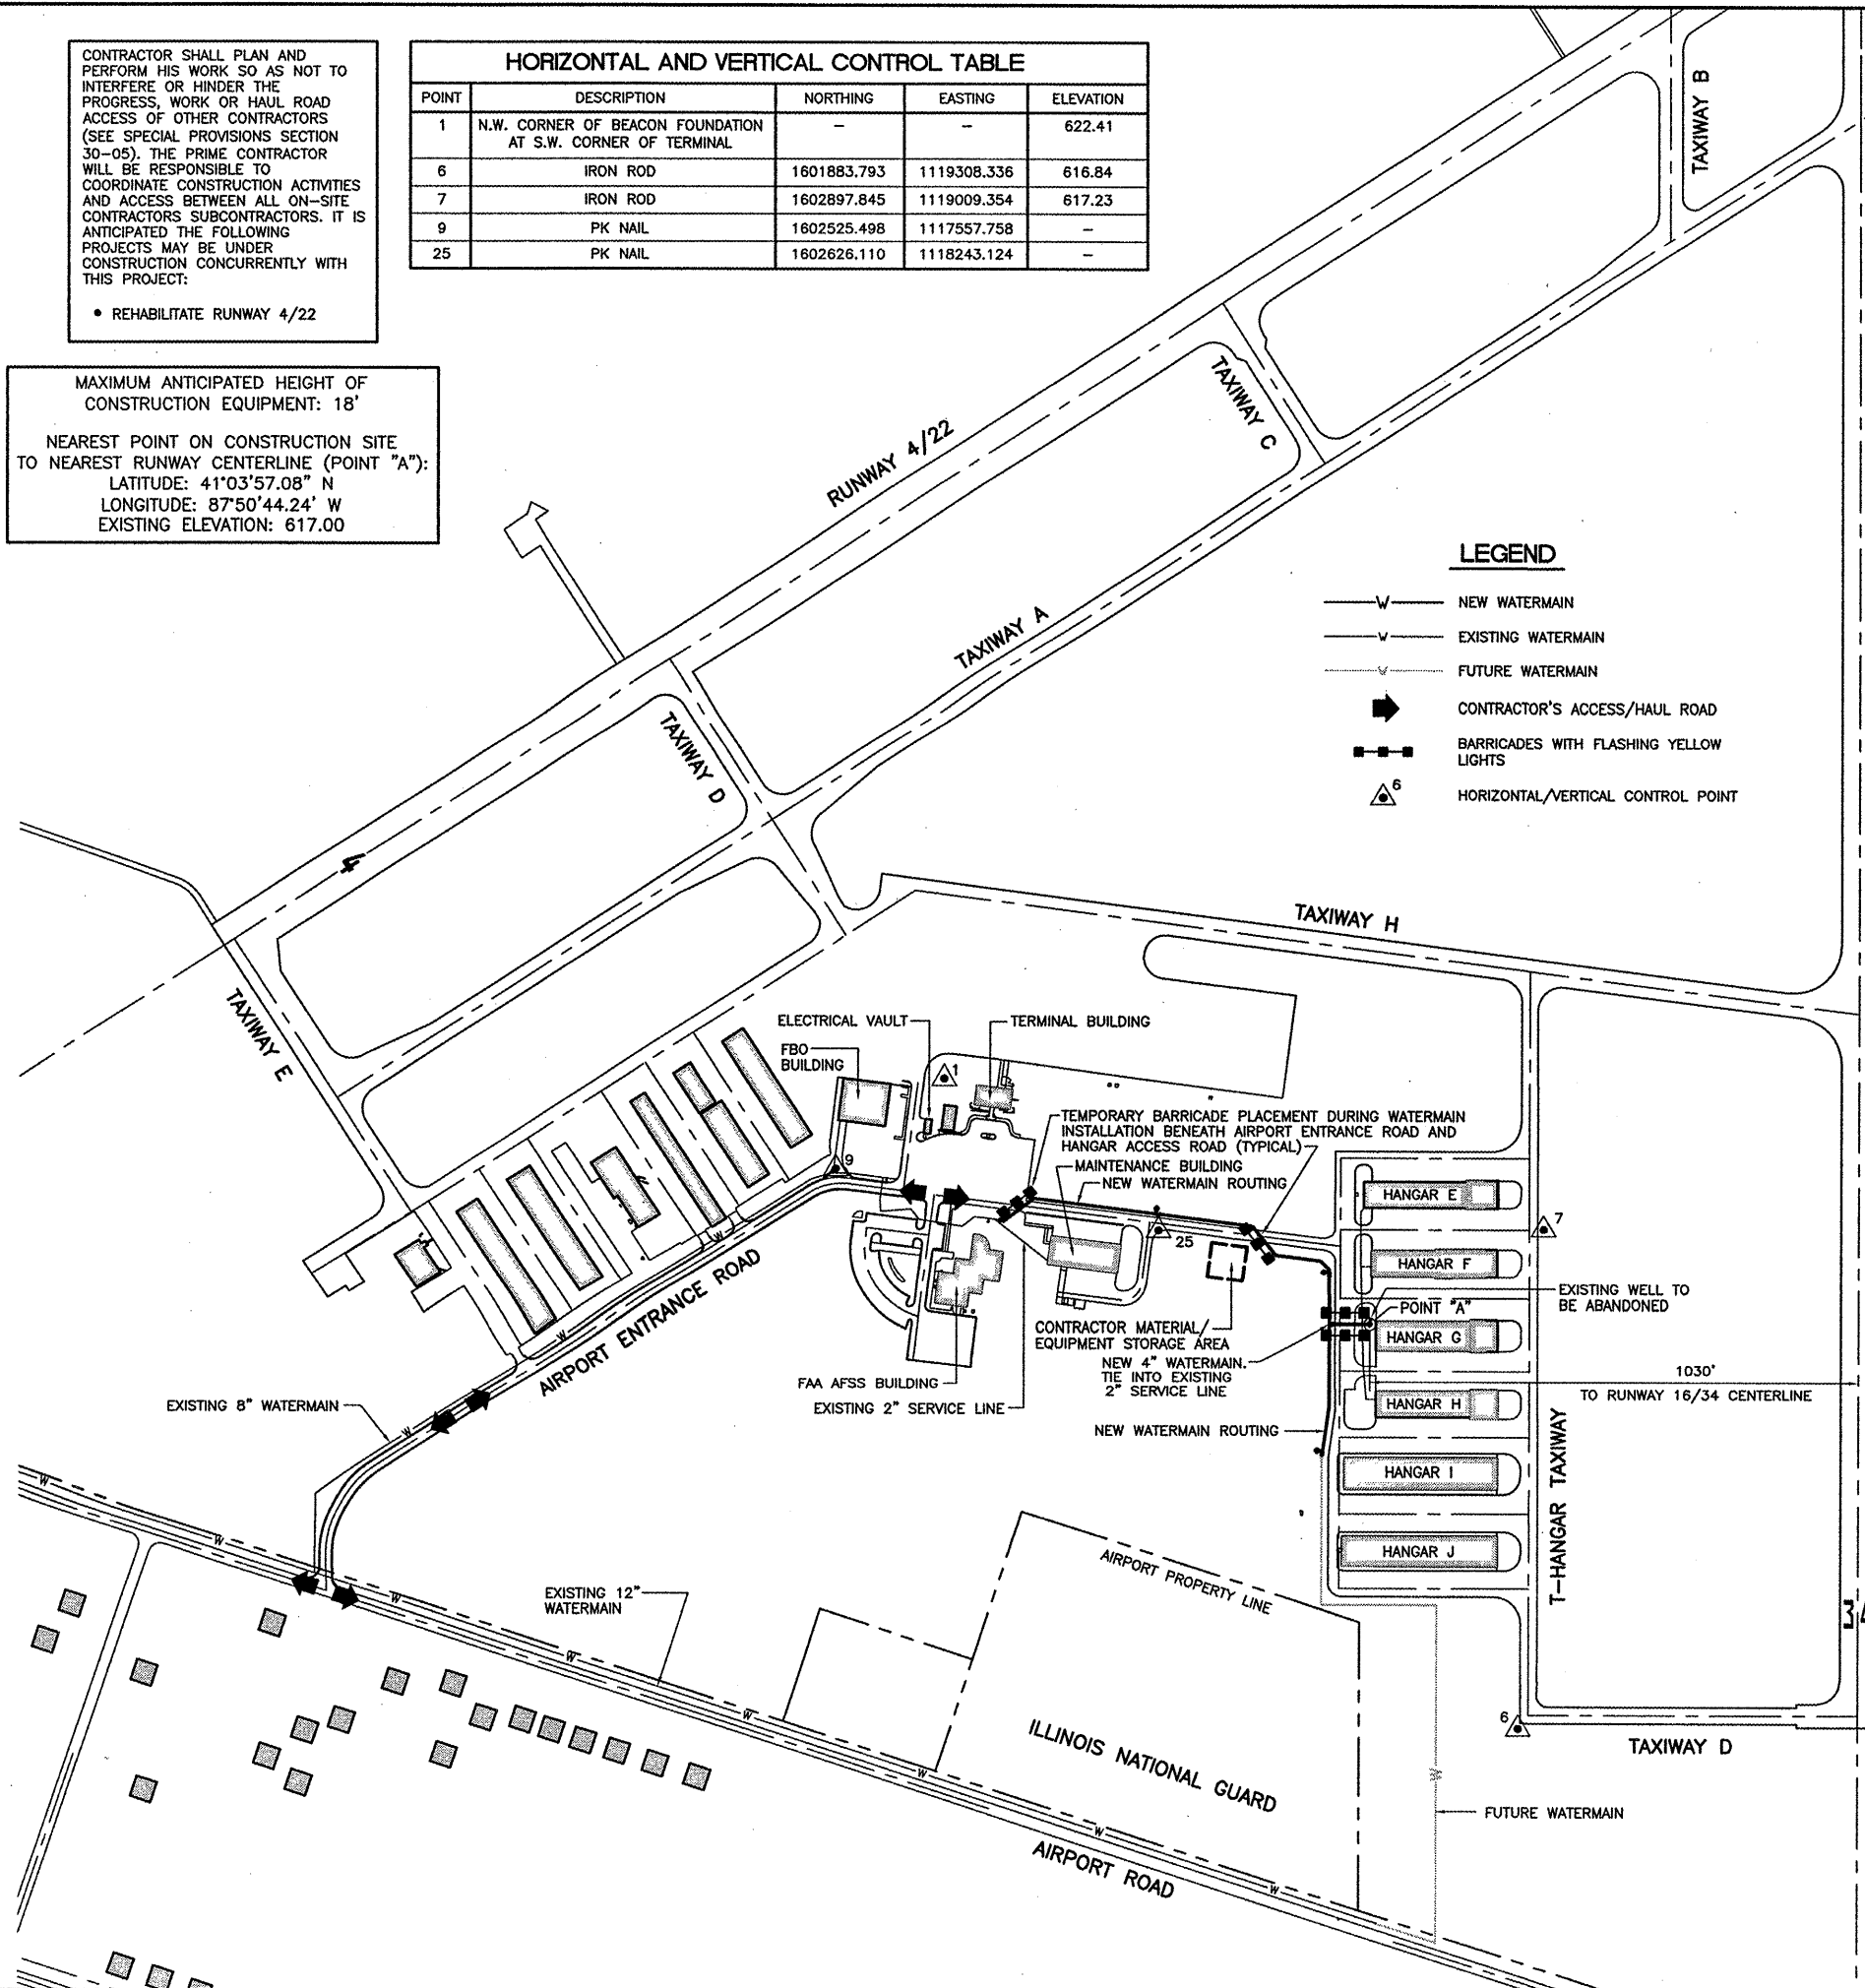 CONTRACTOR SHALL PLAN AND
PERFORM HIS WORK SO AS NOT TO
INTERFERE OR HINDER THE
PROGRESS, WORK OR HAUL ROAD
ACCESS OF OTHER CONTRACTORS
(SEE SPECIAL PROVISIONS SECTION
30-05). THE PRIME CONTRACTOR
WILL BE RESPONSIBLE TO
COORDINATE CONSTRUCTION ACTIVITIES
AND ACCESS BETWEEN ALL ON-SITE
CONTRACTORS SUBCONTRACTORS. IT IS
ANTICIPATED THE FOLLOWING
PROJECTS MAY BE UNDER
CONSTRUCTION CONCURRENTLY WITH
THIS PROJECT:
• REHABILITATE RUNWAY 4/22
HORIZONTAL AND VERTICAL CONTROL TABLE
POINT DESCRIPTION NORTHING EASTING ELEVATION
1 N.W. CORNER OF BEACON FOUNDATION AT S.W. CORNER OF TERMINAL - - 622.41
6 IRON ROD 1601883.793 1119308.336 616.84
7 IRON ROD 1602897.845 1119009.354 617.23
9 PK NAIL 1602525.498 1117557.758 -
25 PK NAIL 1602626.110 1118243.124 -
MAXIMUM ANTICIPATED HEIGHT OF
CONSTRUCTION EQUIPMENT: 18'
NEAREST POINT ON CONSTRUCTION SITE
TO NEAREST RUNWAY CENTERLINE (POINT "A"):
LATITUDE: 41°03'57.08" N
LONGITUDE: 87°50'44.24' W
EXISTING ELEVATION: 617.00
TAXIWAY B
TAXIWAY C
RUNWAY 4/22
TAXIWAY A
TAXIWAY D
4
TAXIWAY E
TAXIWAY H
LEGEND
W NEW WATERMAIN
W EXISTING WATERMAIN
W FUTURE WATERMAIN
CONTRACTOR'S ACCESS/HAUL ROAD
BARRICADES WITH FLASHING YELLOW
LIGHTS
6 HORIZONTAL/VERTICAL CONTROL POINT
ELECTRICAL VAULT
TERMINAL BUILDING
FBO
BUILDING
1
TEMPORARY BARRICADE PLACEMENT DURING WATERMAIN
INSTALLATION BENEATH AIRPORT ENTRANCE ROAD AND
HANGAR ACCESS ROAD (TYPICAL)
MAINTENANCE BUILDING
NEW WATERMAIN ROUTING
9
25
7
HANGAR E
HANGAR F
EXISTING WELL TO
BE ABANDONED
POINT "A"
HANGAR G
HANGAR H
HANGAR I
HANGAR J
1030'
TO RUNWAY 16/34 CENTERLINE
T-HANGAR TAXIWAY
CONTRACTOR MATERIAL/
EQUIPMENT STORAGE AREA
NEW 4" WATERMAIN.
TIE INTO EXISTING
2" SERVICE LINE
FAA AFSS BUILDING
EXISTING 2" SERVICE LINE
NEW WATERMAIN ROUTING
AIRPORT ENTRANCE ROAD
W
W
W
EXISTING 8" WATERMAIN
W
W
W
EXISTING 12"
WATERMAIN
W
W
W
W
W
AIRPORT PROPERTY LINE
ILLINOIS NATIONAL GUARD
AIRPORT ROAD
34
6
TAXIWAY D
W
FUTURE WATERMAIN